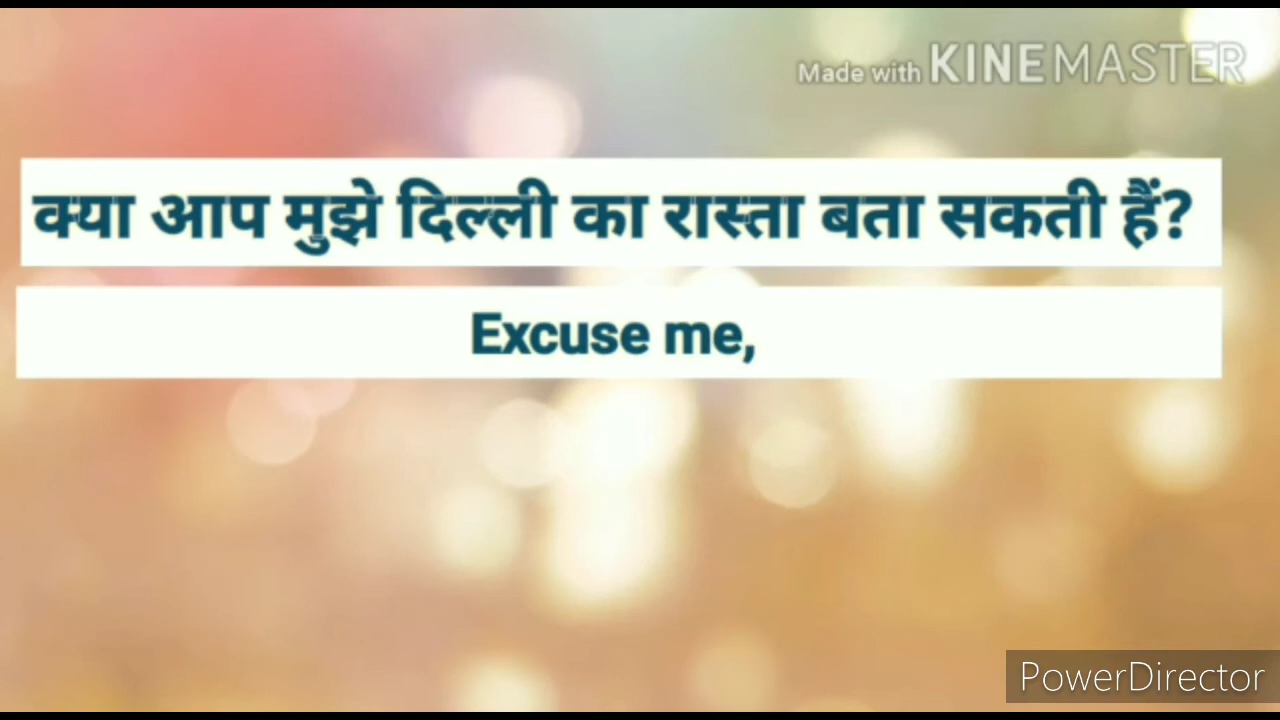 Made with KINEMASTER
क्या आप मुझे दिल्ली का रास्ता बता सकती हैं?
Excuse me,
PowerDirector